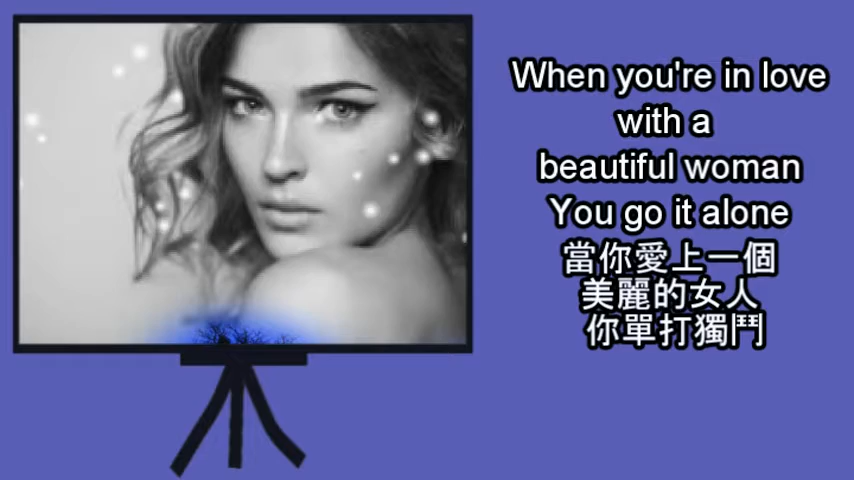 When you're in love
with a
beautiful woman
You go it alone
當你愛上一個
美麗的女人
你單打獨鬥